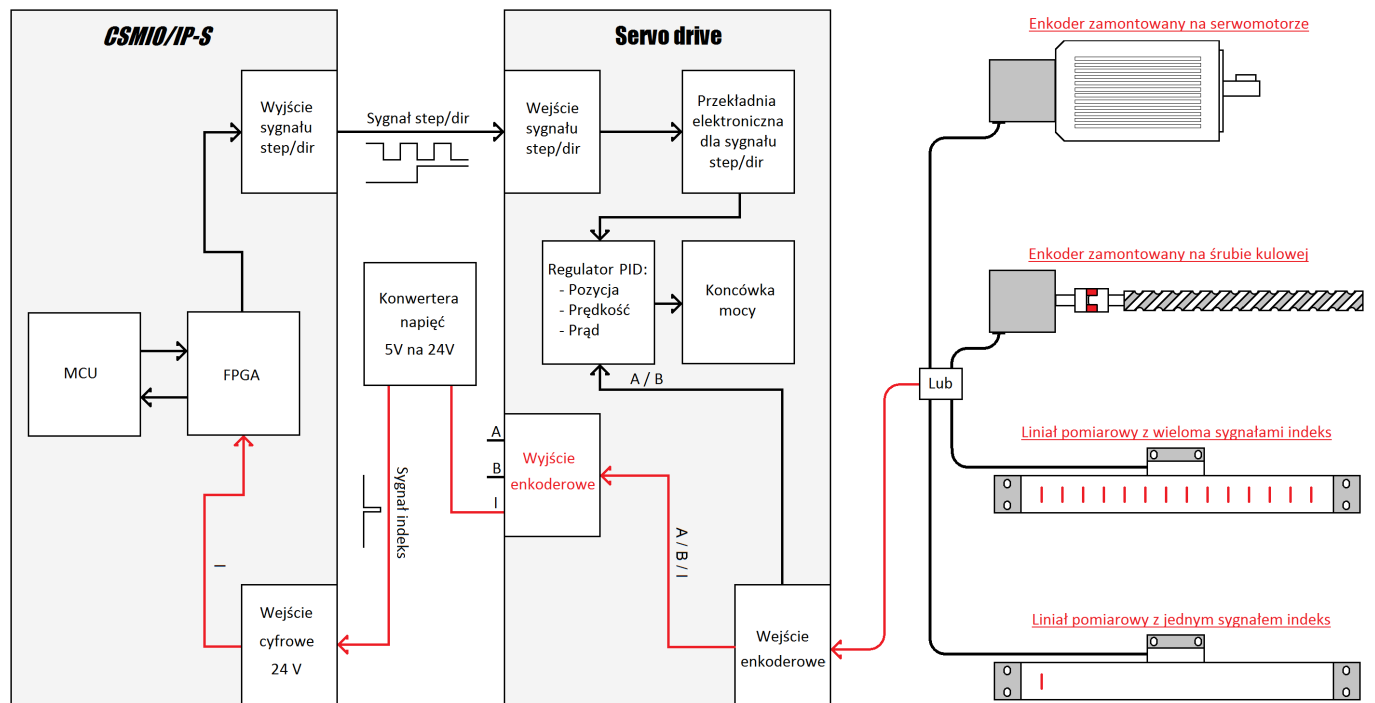 CSMIO/IP-S
Servo drive
Enkoder zamontowany na serwomotorze
Wyjście
sygnału
step/dir
Sygnał step/dir
Wejście
sygnału
step/dir
Przekładnia
elektroniczna
dla sygnału
step/dir
Enkoder zamontowany na śrubie kulowej
Konwertera
napięć
5V na 24V
Regulator PID:
- Pozycja
- Prędkość
- Prąd
Koncówka
mocy
MCU
FPGA
A / B
Lub
A
B
I
Wyjście
enkoderowe
Liniał pomiarowy z wieloma sygnałami indeks
Sygnał indeks
A / B / I
I
Wejście
cyfrowe
24 V
Wejście
enkoderowe
Liniał pomiarowy z jednym sygnałem indeks